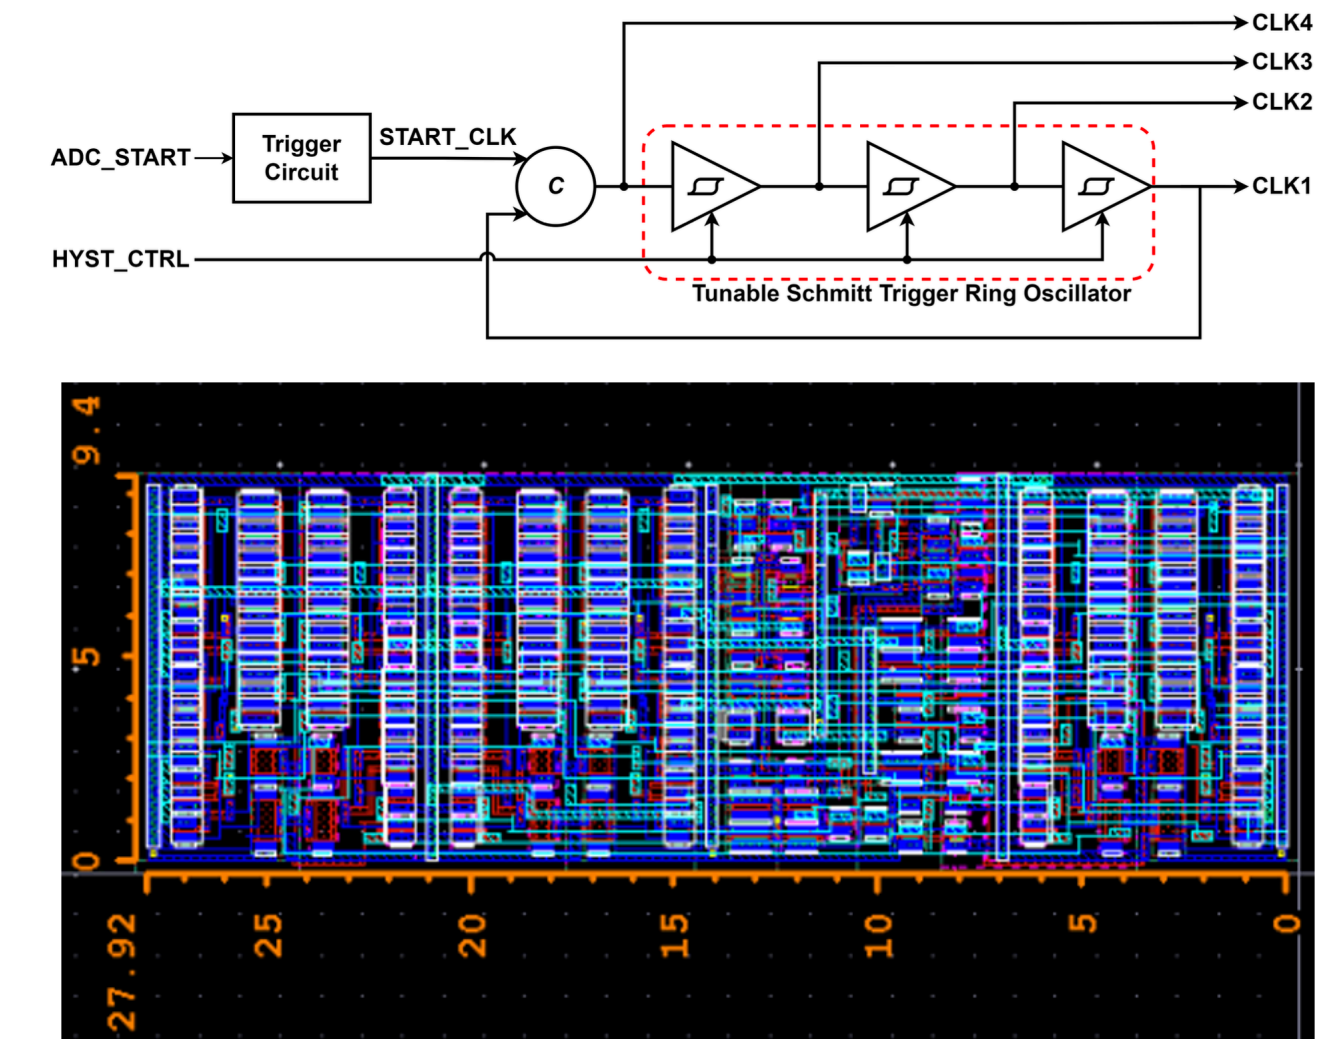 CLK4
CLK3
CLK2
Trigger
Circuit
START_CLK
ADC_START
C
CLK1
HYST_CTRL
Tunable Schmitt Trigger Ring Oscillator
9.4
5
0
27.92
25
20
15
10
5
0